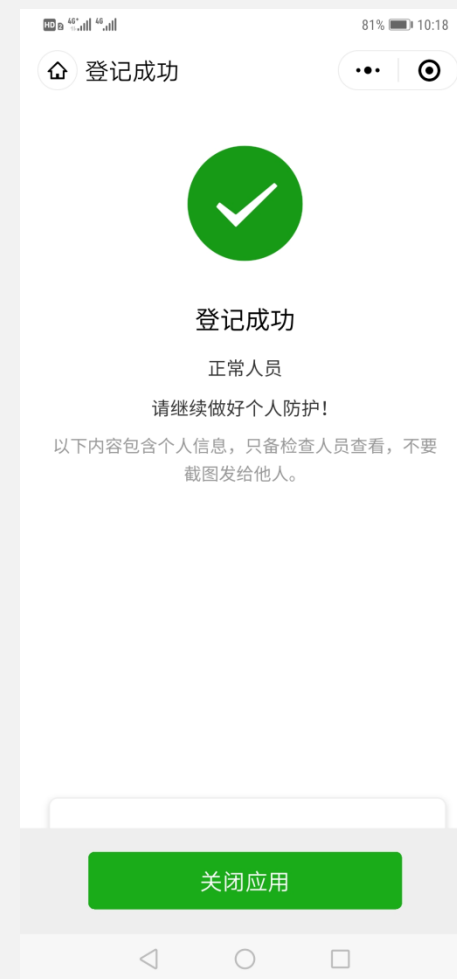 81% 10:18
登记成功
登记成功
正常人员
请继续做好个人防护!
以下内容包含个人信息，只备检查人员查看，不要
截图发给他人。
关闭应用